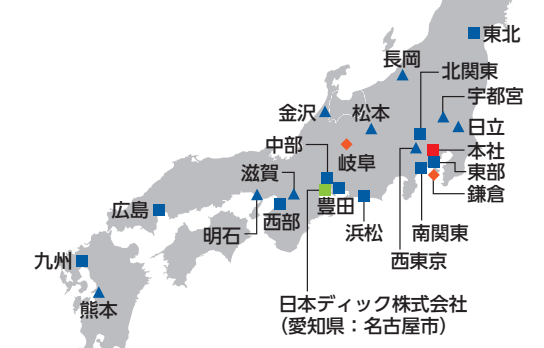 東北
長岡
北関東
宇都宮
金沢
松本
日立
中部
本社
岐阜
東部
滋賀
鎌倉
豊田
広島
西部
浜松
南関東
明石
西東京
九州
日本ディック株式会社
（愛知県：名古屋市）
熊本